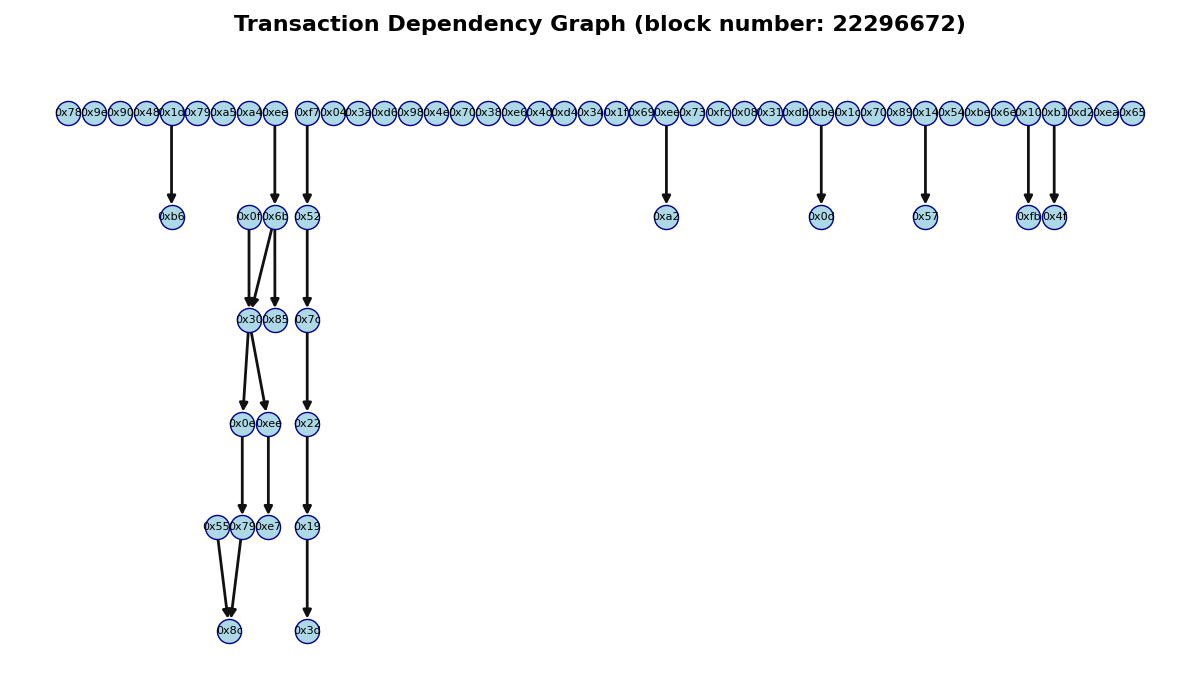 Transaction Dependency Graph (block number: 22296672)
0x78 0x9e 0x90 0x48 0x1d 0x79 0xa5 0xa4 0xee 0xf7 0x04 0x3a 0xd6 0x98 0x4e 0x70 0x38 0xe6 0x4c 0xd4 0x34 0x1f 0x69 0xee 0x73 0xfc 0x08 0x31 0xdb 0xbe 0x1c 0x70 0x89 0x14 0x54 0xbe 0x6e 0x10 0xb1 0xd2 0xea 0x65
0xb6 0x0f 0x6b 0x52 0xa2 0x0d 0x57 0xfb 0x4f
0x30 0x85 0x7c
0x0e 0xee 0x22
0x55 0x79 0xe7 0x19
0x8c 0x3d